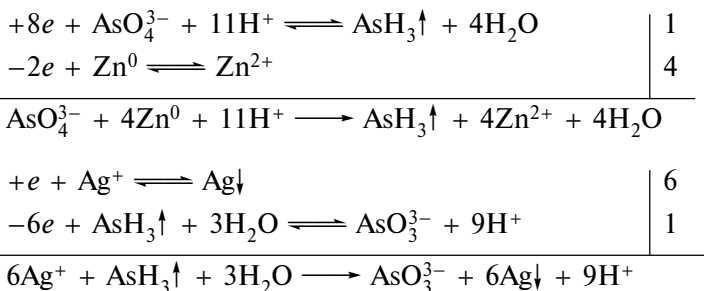 +8e + AsO₄³⁻ + 11H⁺ ⇌ AsH₃↑ + 4H₂O | 1
−2e + Zn⁰ ⇌ Zn²⁺ | 4
AsO₄³⁻ + 4Zn⁰ + 11H⁺ ⟶ AsH₃↑ + 4Zn²⁺ + 4H₂O
+e + Ag⁺ ⇌ Ag↓ | 6
−6e + AsH₃↑ + 3H₂O ⇌ AsO₃³⁻ + 9H⁺ | 1
6Ag⁺ + AsH₃↑ + 3H₂O ⟶ AsO₃³⁻ + 6Ag↓ + 9H⁺